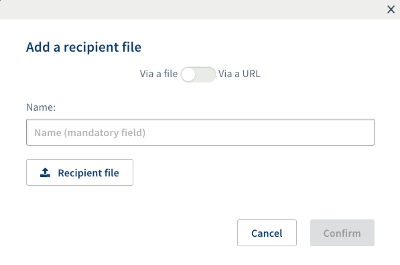 Add a recipient file
Via a file Via a URL
Name:
Name (mandatory field)
Recipient file
Cancel Confirm